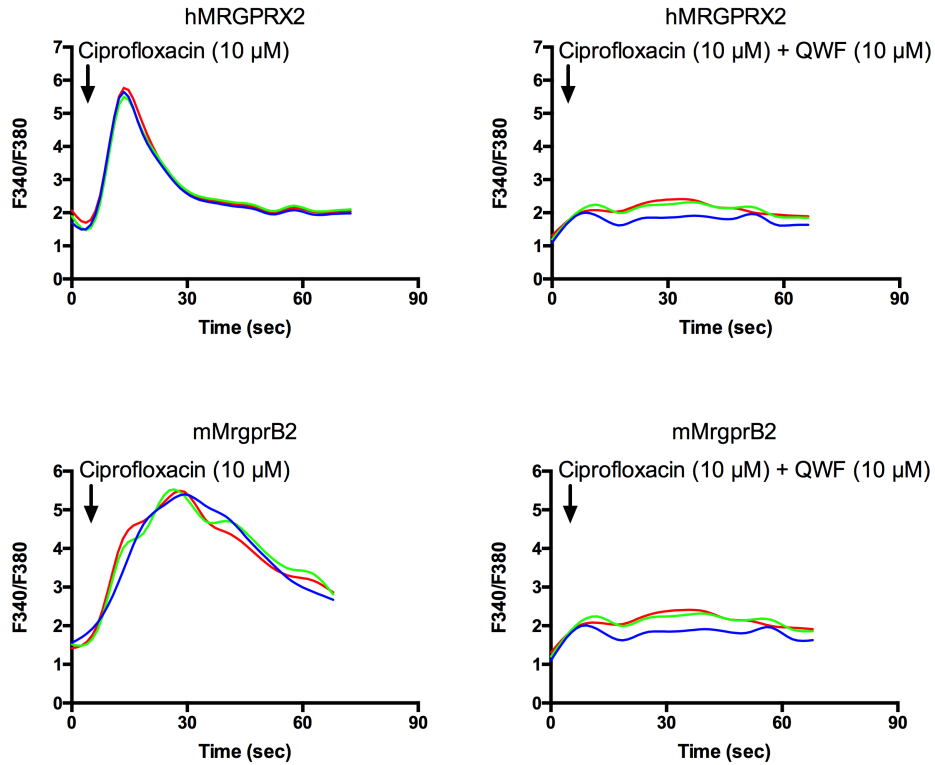 hMRGPRX2
Ciprofloxacin (10 µM)
7
6
5
4
3
2
1
0
F340/F380
0 30 60 90
Time (sec)
hMRGPRX2
Ciprofloxacin (10 µM) + QWF (10 µM)
7
6
5
4
3
2
1
0
F340/F380
0 30 60 90
Time (sec)
mMrgprB2
Ciprofloxacin (10 µM)
6
5
4
3
2
1
0
F340/F380
0 30 60 90
Time (sec)
mMrgprB2
Ciprofloxacin (10 µM) + QWF (10 µM)
6
5
4
3
2
1
0
F340/F380
0 30 60 90
Time (sec)